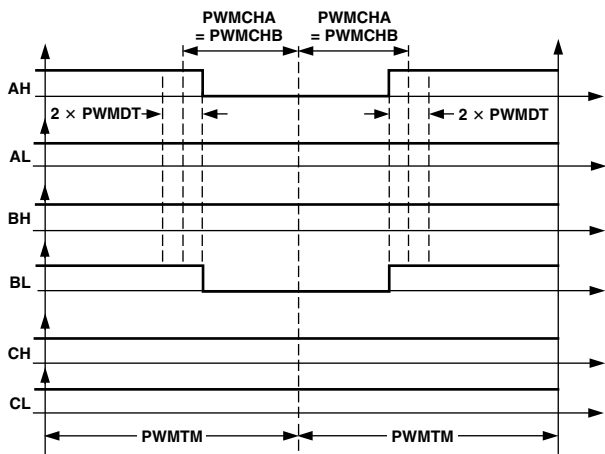 PWMCHA
= PWMCHB
PWMCHA
= PWMCHB
AH
2 × PWMDT
2 × PWMDT
AL
BH
BL
CH
CL
PWMTM
PWMTM